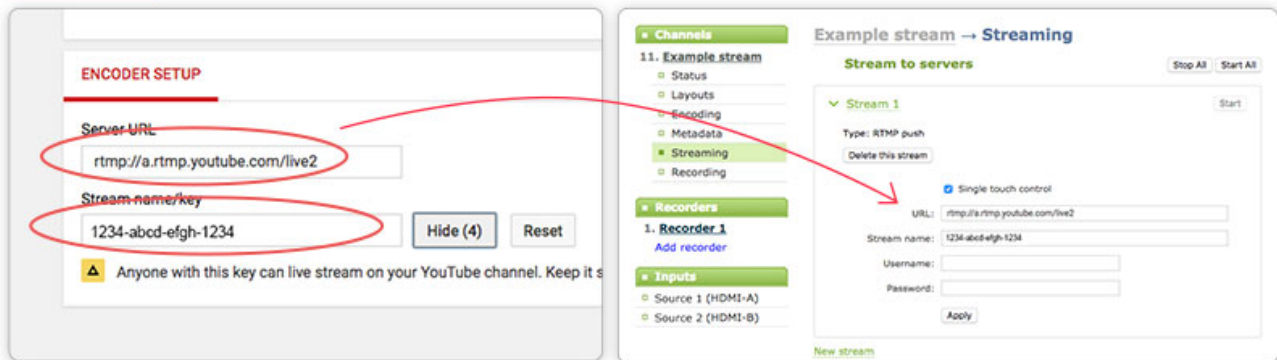 ENCODER SETUP
Server URL
rtmp://a.rtmp.youtube.com/live2
Stream name/key
1234-abcd-efgh-1234
Hide (4)
Reset
Anyone with this key can live stream on your YouTube channel. Keep it s
Channels
11. Example stream
Status
Layouts
Encoding
Metadata
Streaming
Recording
Recorders
1. Recorder 1
Add recorder
Inputs
Source 1 (HDMI-A)
Source 2 (HDMI-B)
Example stream → Streaming
Stream to servers
Stop All
Start All
Stream 1
Start
Type: RTMP push
Delete this stream
Single touch control
URL: rtmp://a.rtmp.youtube.com/live2
Stream name: 1234-abcd-efgh-1234
Username:
Password:
Apply
New stream